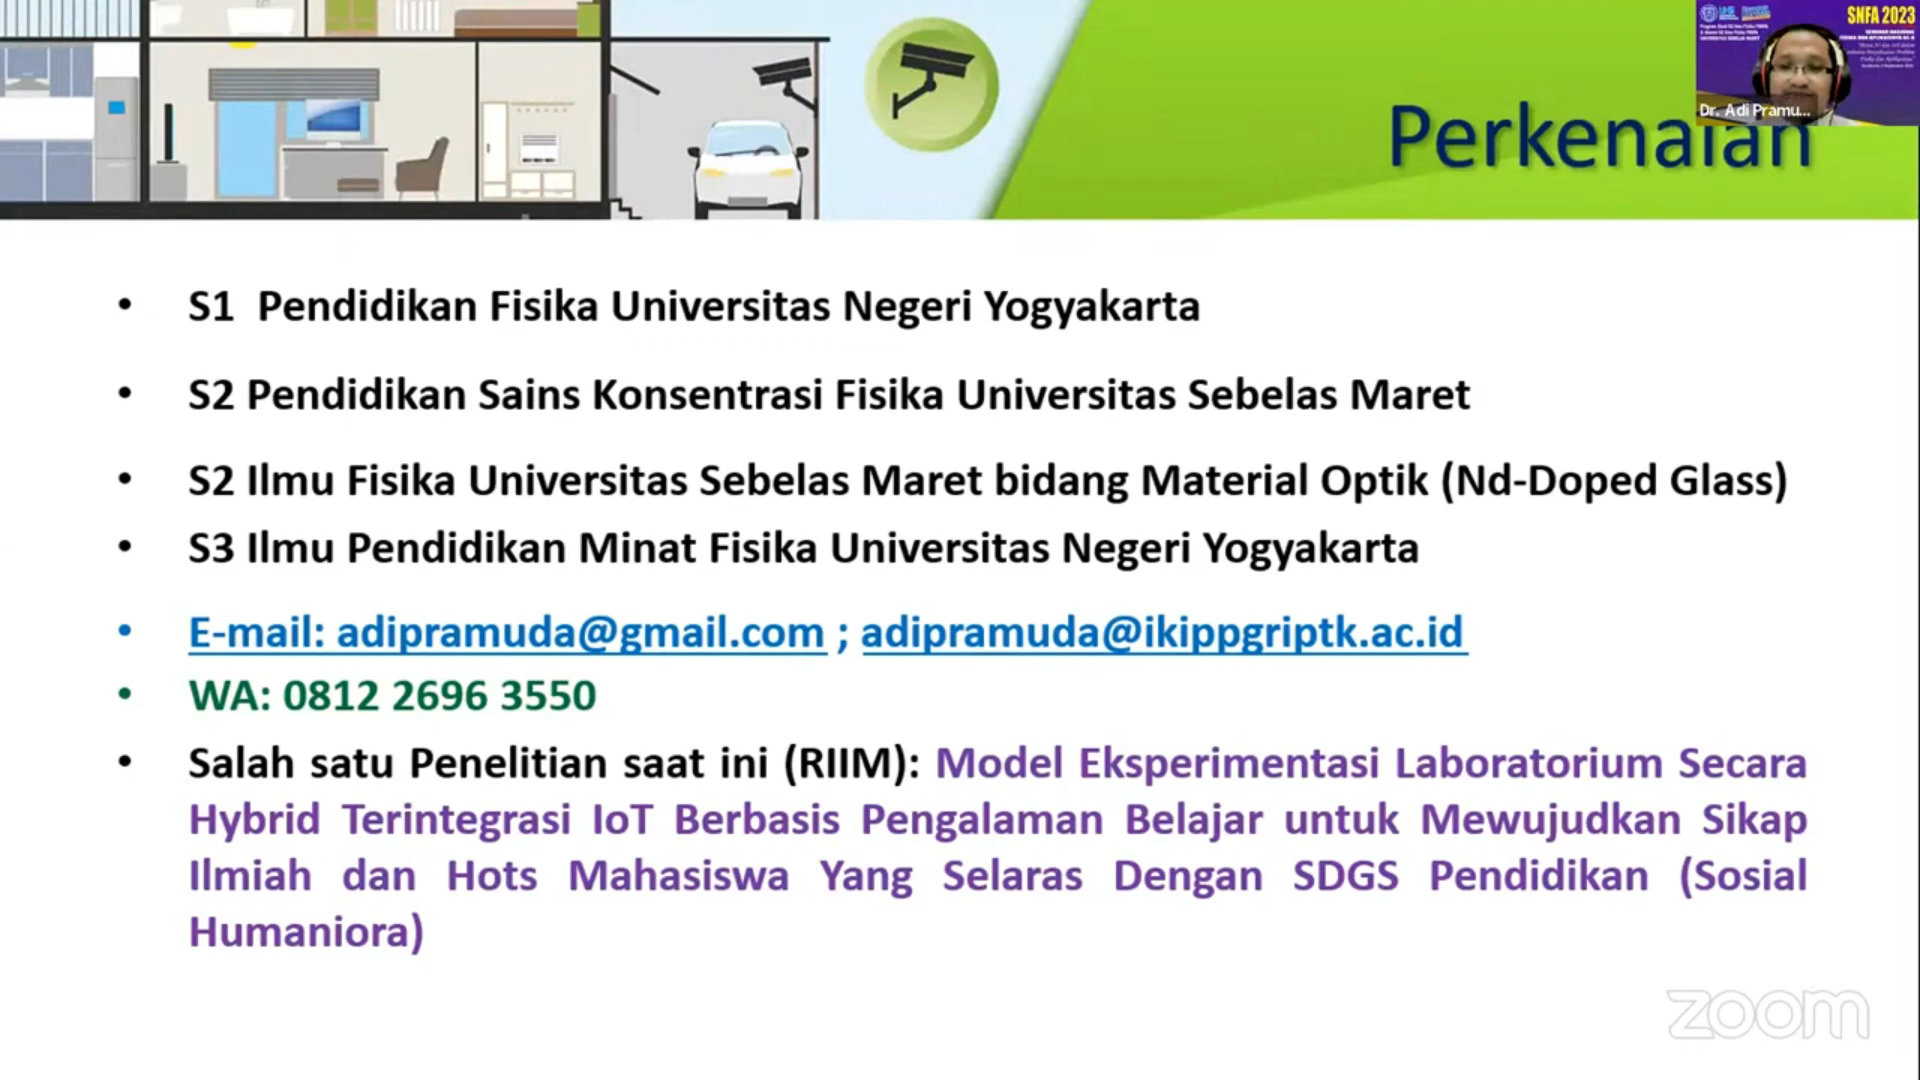 SNFA 2023
Dr. Adi Pramu...
Perkenalan
• S1 Pendidikan Fisika Universitas Negeri Yogyakarta
• S2 Pendidikan Sains Konsentrasi Fisika Universitas Sebelas Maret
• S2 Ilmu Fisika Universitas Sebelas Maret bidang Material Optik (Nd-Doped Glass)
• S3 Ilmu Pendidikan Minat Fisika Universitas Negeri Yogyakarta
• E-mail: adipramuda@gmail.com ; adipramuda@ikippgriptk.ac.id
• WA: 0812 2696 3550
• Salah satu Penelitian saat ini (RIIM): Model Eksperimentasi Laboratorium Secara
Hybrid Terintegrasi IoT Berbasis Pengalaman Belajar untuk Mewujudkan Sikap
Ilmiah dan Hots Mahasiswa Yang Selaras Dengan SDGS Pendidikan (Sosial
Humaniora)
zoom